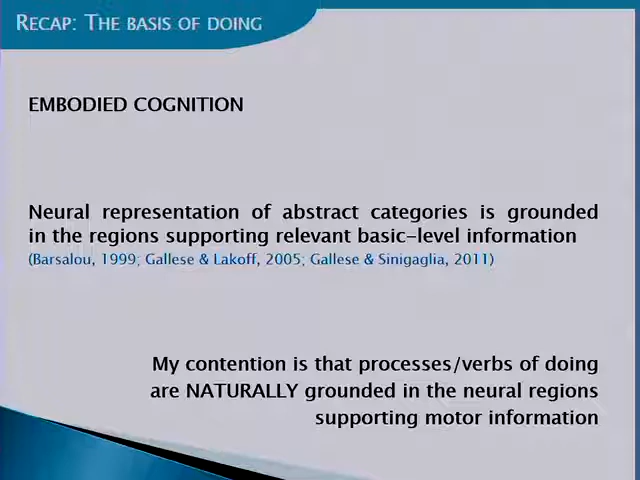 RECAP: THE BASIS OF DOING
EMBODIED COGNITION
Neural representation of abstract categories is grounded
in the regions supporting relevant basic-level information
(Barsalou, 1999; Gallese & Lakoff, 2005; Gallese & Sinigaglia, 2011)
My contention is that processes/verbs of doing
are NATURALLY grounded in the neural regions
supporting motor information